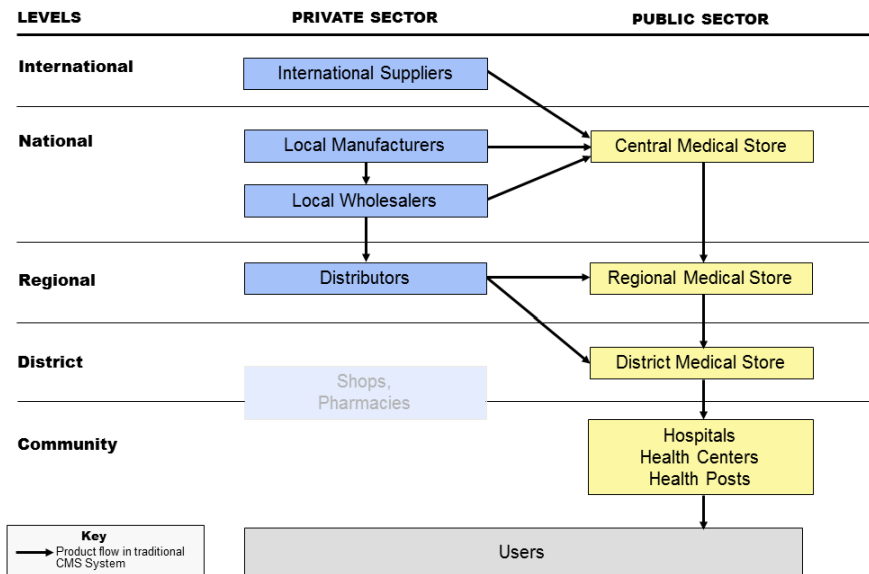 LEVELS
PRIVATE SECTOR
PUBLIC SECTOR
International
International Suppliers
National
Local Manufacturers
Central Medical Store
Local Wholesalers
Regional
Distributors
Regional Medical Store
District
District Medical Store
Shops,
Pharmacies
Community
Hospitals
Health Centers
Health Posts
Key
Product flow in traditional
CMS System
Users